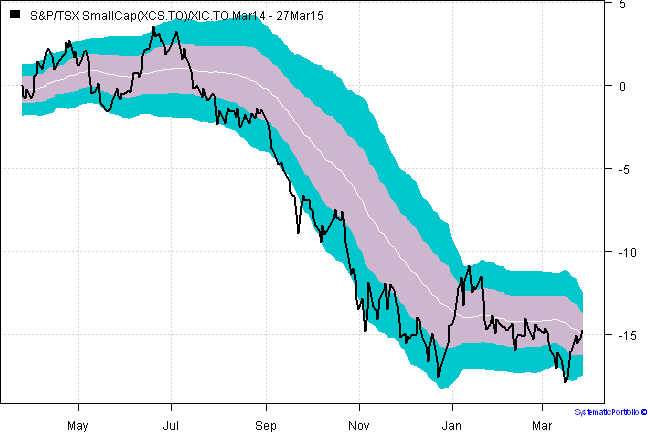 S&P/TSX SmallCap(XCS.TO)/XIC.TO Mar14 - 27Mar15
5
0
-5
-10
-15
May Jul Sep Nov Jan Mar
SystematicPortfolio ©